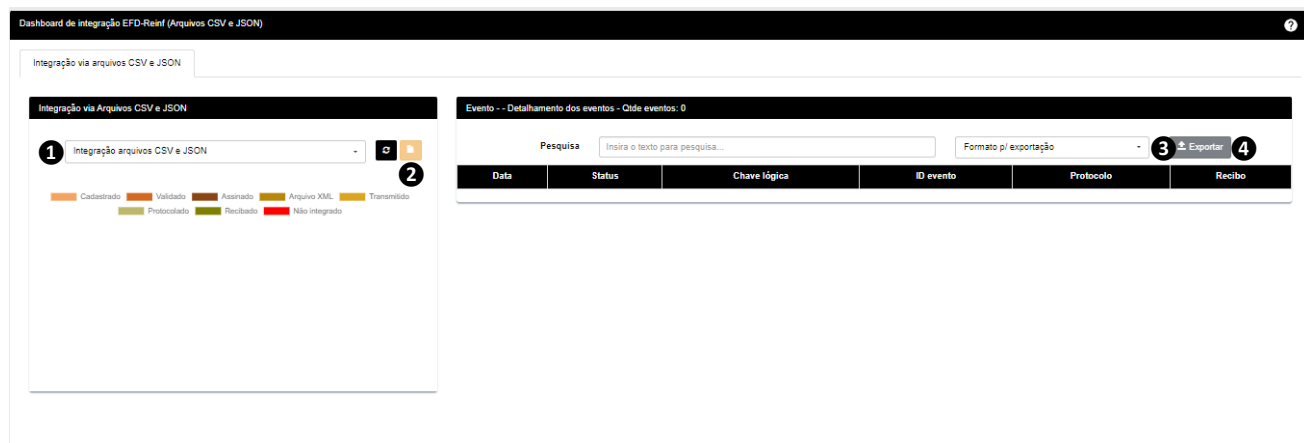 Dashboard de integração EFD-Reinf (Arquivos CSV e JSON)
?
Integração via arquivos CSV e JSON
Integração via Arquivos CSV e JSON
1 Integração arquivos CSV e JSON
2
Cadastrado Validado Assinado Arquivo XML Transmitido
Protocolado Recibado Não integrado
Evento - - Detalhamento dos eventos - Qtde eventos: 0
Pesquisa Insira o texto para pesquisa... Formato p/ exportação 3 Exportar 4
Data Status Chave lógica ID evento Protocolo Recibo